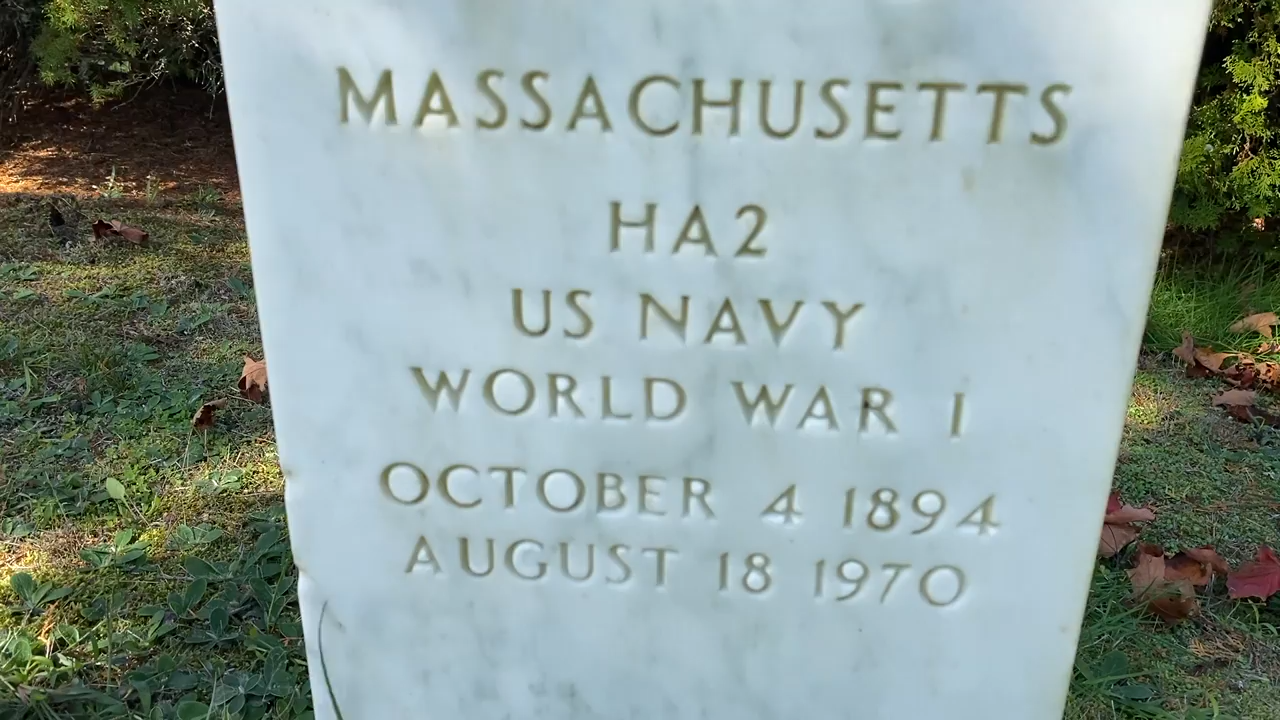 MASSACHUSETTS
HA2
US NAVY
WORLD WAR I
OCTOBER 4 1894
AUGUST 18 1970